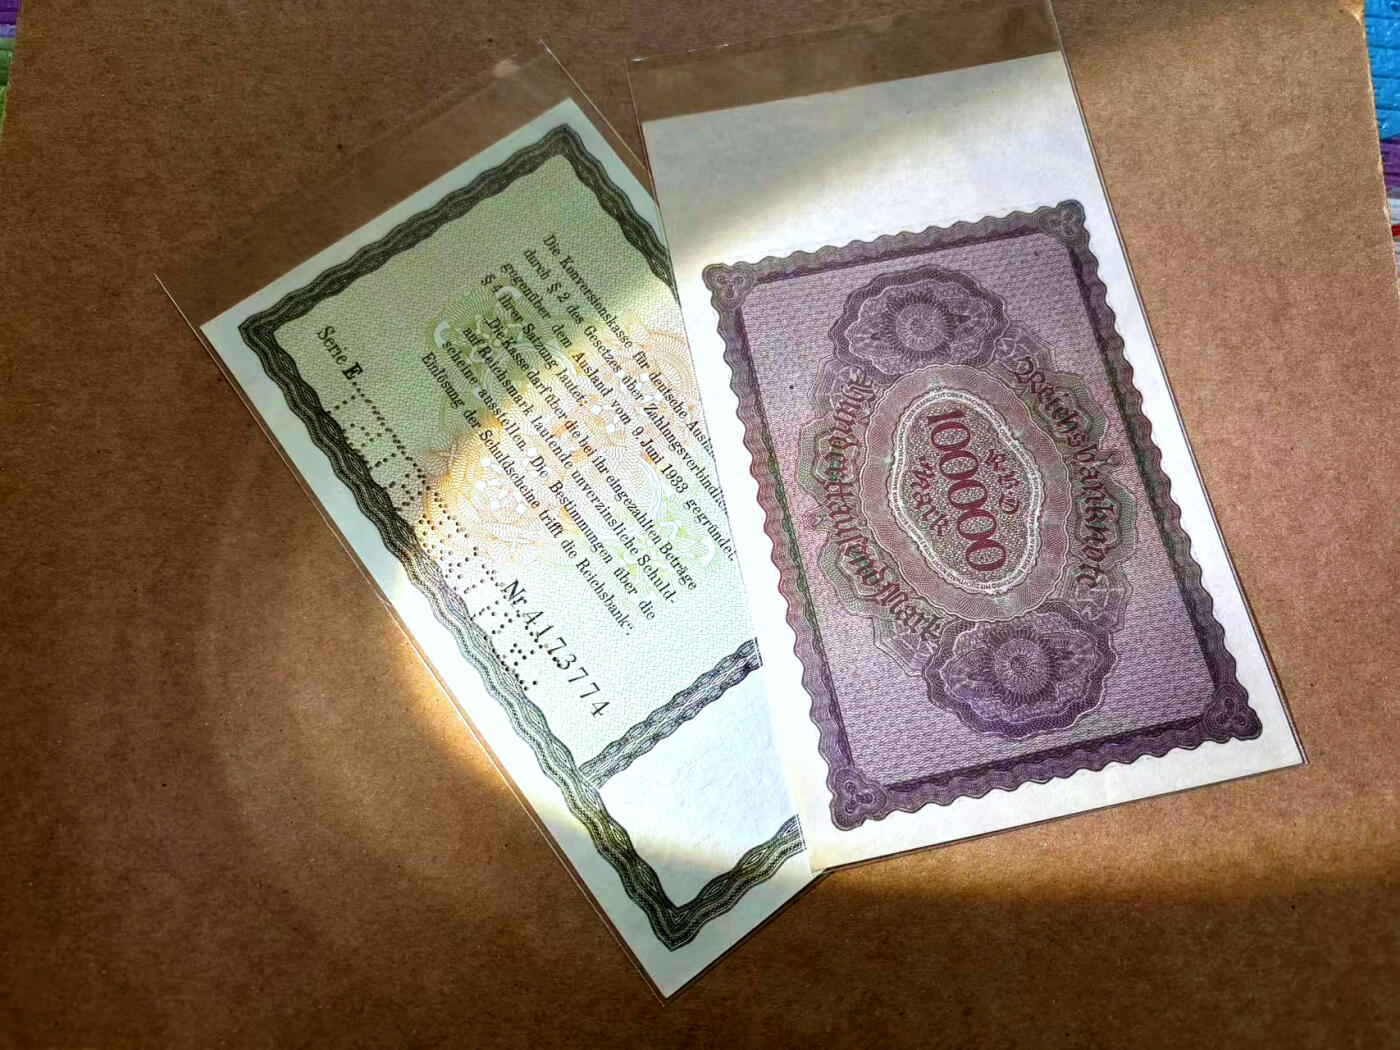 Serie E
Die Konversionskasse für deutsche
durch § 2 des Gesetzes über
gegenüber dem Ausland vom 9. Juni 1933 gegründet.
§ 4 ihrer Satzung lautet:
Die Kasse darf über die bei ihr eingezahlten Beträge
auf Reichsmark lautende unverzinsliche Schuld-
scheine ausstellen. Die Bestimmungen über die
Einlösung der Schuldscheine trifft die Reichsbank".
Nr. 4173774
Reichsbanknote
RBD
100000
Mark
Hunderttausend Mark